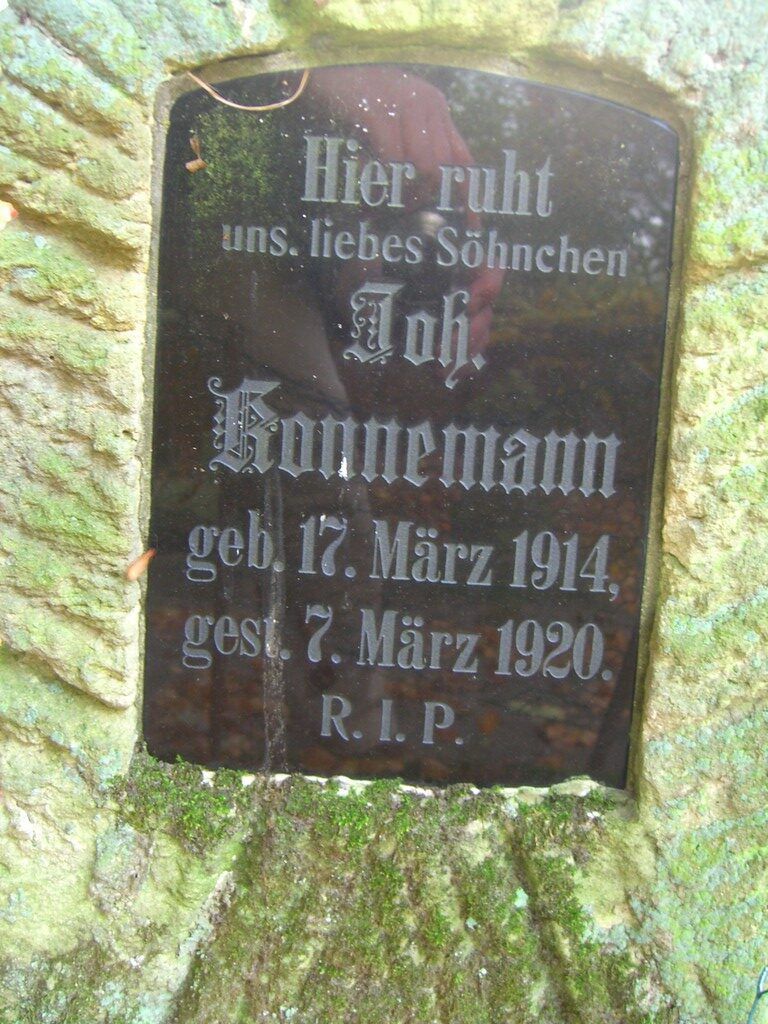 Hier ruht
uns. liebes Söhnchen
Joh.
Konnemann
geb. 17. März 1914,
gest. 7. März 1920.
R. I. P.